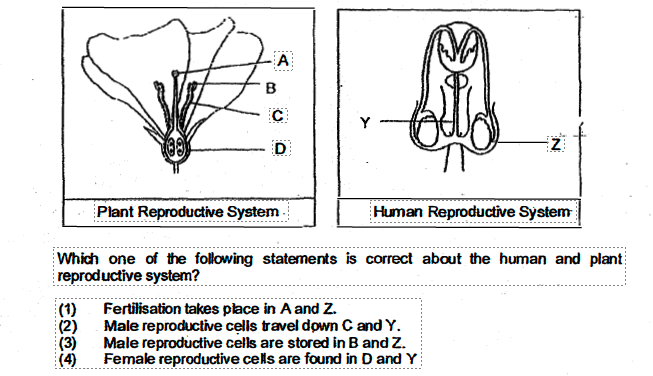 A
B
C
D
Plant Reproductive System
Y
Z
Human Reproductive System
Which one of the following statements is correct about the human and plant
reproductive system?
(1) Fertilisation takes place in A and Z.
(2) Male reproductive cells travel down C and Y.
(3) Male reproductive cells are stored in B and Z.
(4) Female reproductive cells are found in D and Y